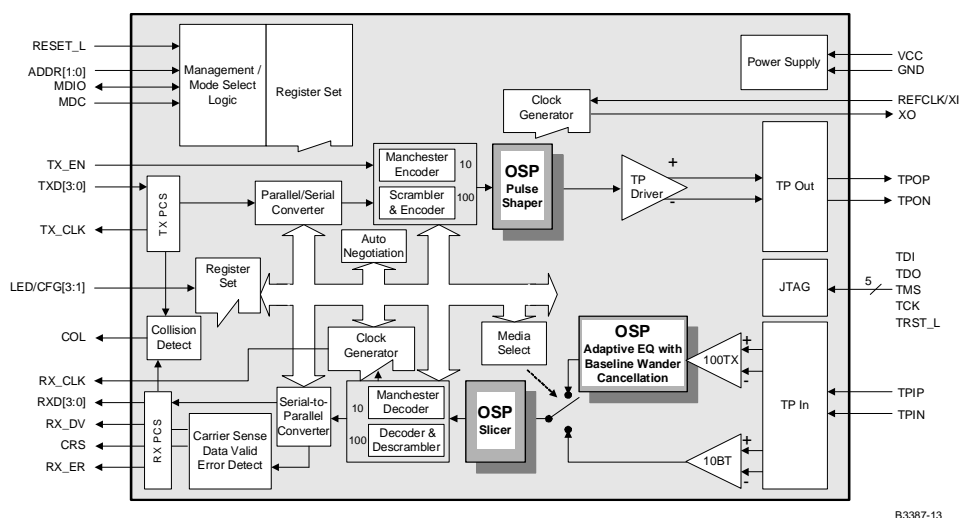 RESET_L
ADDR[1:0]
MDIO
MDC
Management /
Mode Select
Logic
Register Set
Power Supply
VCC
GND
Clock
Generator
REFCLK/XI
XO
TX_EN
TXD[3:0]
TX_CLK
TX PCS
Parallel/Serial
Converter
Manchester
Encoder
10
Scrambler
& Encoder
100
OSP
Pulse
Shaper
TP
Driver
+
-
TP Out
TPOP
TPON
Auto
Negotiation
LED/CFG[3:1]
Register
Set
JTAG
5
TDI
TDO
TMS
TCK
TRST_L
COL
Collision
Detect
Clock
Generator
Media
Select
OSP
Adaptive EQ with
Baseline Wander
Cancellation
100TX
+
-
RX_CLK
RXD[3:0]
RX_DV
CRS
RX_ER
RX PCS
Carrier Sense
Data Valid
Error Detect
Serial-to-
Parallel
Converter
10
Manchester
Decoder
100
Decoder &
Descrambler
OSP
Slicer
10BT
+
-
TP In
TPIP
TPIN
B3387-13